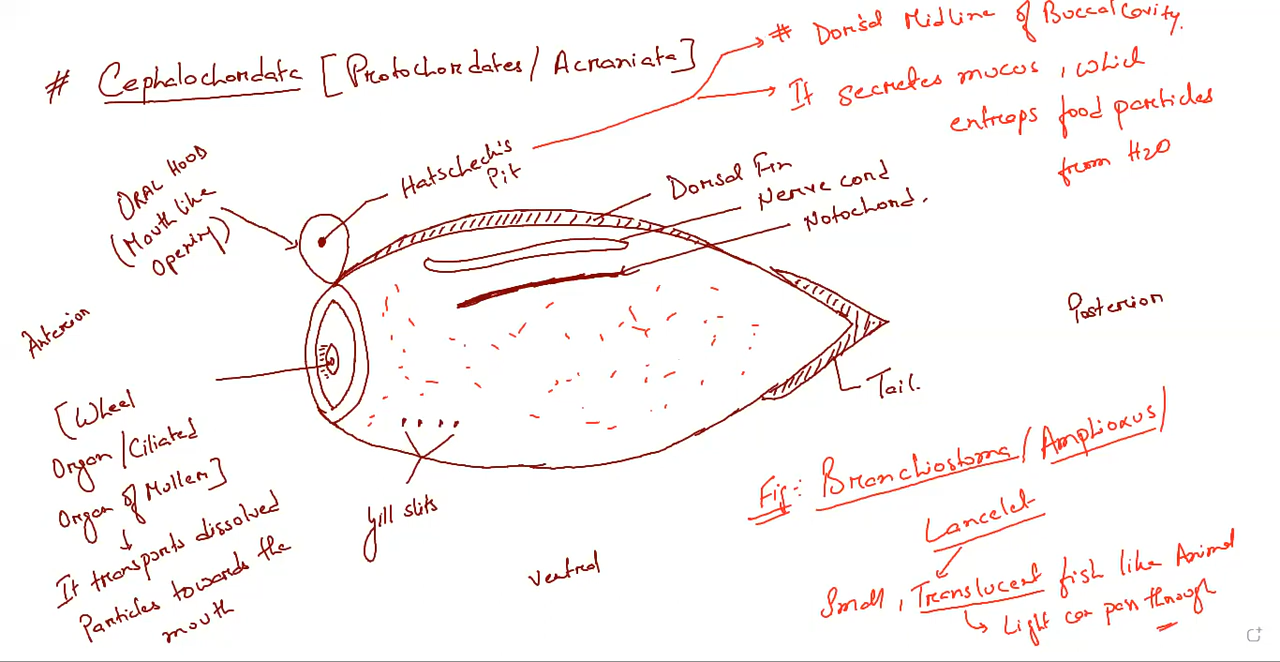 # Cephalochordata [Protochordates/ Acraniata]
# Dorsal Midline of Buccal Cavity.
It secretes mucos, which
entraps food particles
from H2O
Hatscheck's
Pit
ORAL HOOD
(Mouth like
Opening)
Dorsal Fin
Nerve cord
Notochord.
Anterior
Posterior
[Wheel
Organ/Ciliated
Organ of Muller]
It transports dissolved
Particles towards the
mouth
Gill slits
Ventral
Tail.
Fig:- Branchiostoma/Amphioxus/
Lancelet
Small, Translucent fish like Animal
Light can pass through